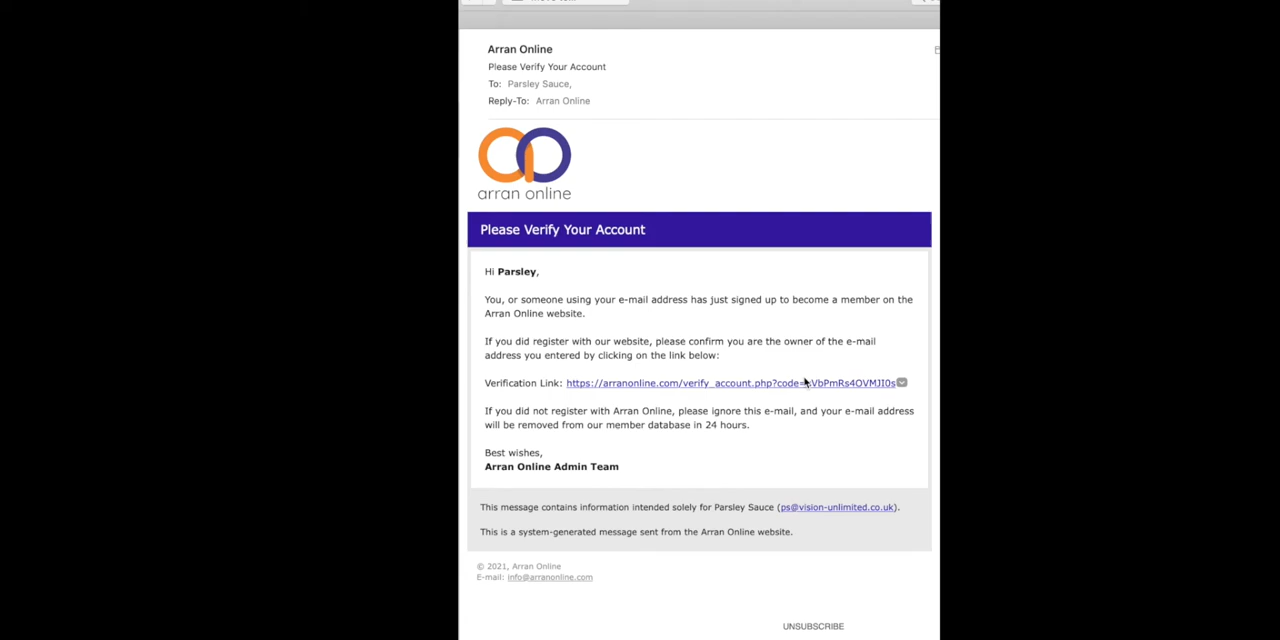 Arran Online
Please Verify Your Account
To: Parsley Sauce,
Reply-To: Arran Online
arran online
Please Verify Your Account
Hi Parsley,
You, or someone using your e-mail address has just signed up to become a member on the
Arran Online website.
If you did register with our website, please confirm you are the owner of the e-mail
address you entered by clicking on the link below:
Verification Link: https://arranonline.com/verify_account.php?code=
If you did not register with Arran Online, please ignore this e-mail, and your e-mail address
will be removed from our member database in 24 hours.
Best wishes,
Arran Online Admin Team
This message contains information intended solely for Parsley Sauce (ps@vision-unlimited.co.uk).
This is a system-generated message sent from the Arran Online website.
© 2021, Arran Online
E-mail: info@arranonline.com
UNSUBSCRIBE